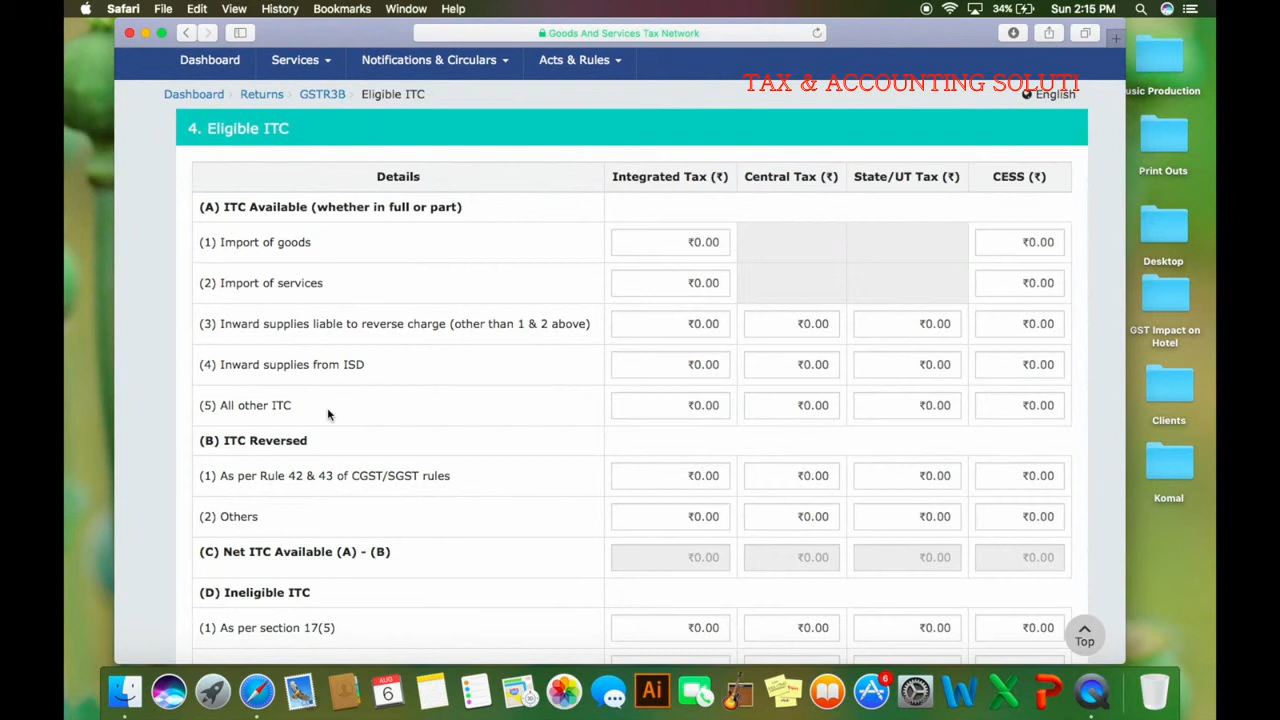 Safari File Edit View History Bookmarks Window Help 34% Sun 2:15 PM
Goods And Services Tax Network
Dashboard Services Notifications & Circulars Acts & Rules
TAX & ACCOUNTING SOLUTI
Dashboard Returns GSTR3B Eligible ITC English
4. Eligible ITC
Details Integrated Tax (₹) Central Tax (₹) State/UT Tax (₹) CESS (₹)
(A) ITC Available (whether in full or part)
(1) Import of goods ₹0.00 ₹0.00
(2) Import of services ₹0.00 ₹0.00
(3) Inward supplies liable to reverse charge (other than 1 & 2 above) ₹0.00 ₹0.00 ₹0.00 ₹0.00
(4) Inward supplies from ISD ₹0.00 ₹0.00 ₹0.00 ₹0.00
(5) All other ITC ₹0.00 ₹0.00 ₹0.00 ₹0.00
(B) ITC Reversed
(1) As per Rule 42 & 43 of CGST/SGST rules ₹0.00 ₹0.00 ₹0.00 ₹0.00
(2) Others ₹0.00 ₹0.00 ₹0.00 ₹0.00
(C) Net ITC Available (A) - (B) ₹0.00 ₹0.00 ₹0.00 ₹0.00
(D) Ineligible ITC
(1) As per section 17(5) ₹0.00 ₹0.00 ₹0.00 ₹0.00
Top
usic Production
Print Outs
Desktop
GST Impact on
Hotel
Clients
Komal
AUG
6
Ai
6